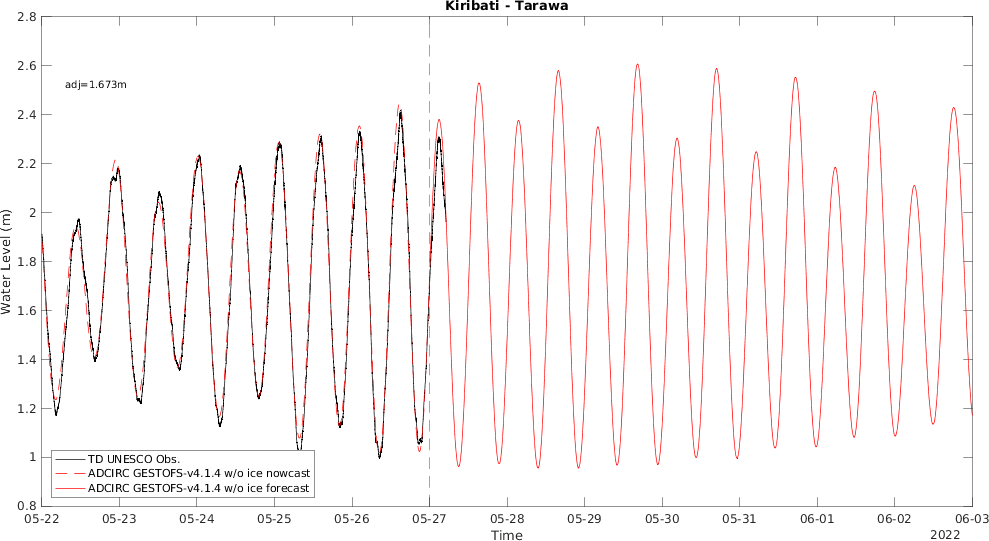 Kiribati - Tarawa
2.8
2.6
2.4
2.2
2
1.8
1.6
1.4
1.2
1
0.8
Water Level (m)
adj=1.673m
TD UNESCO Obs.
ADCIRC GESTOFS-v4.1.4 w/o ice nowcast
ADCIRC GESTOFS-v4.1.4 w/o ice forecast
05-22 05-23 05-24 05-25 05-26 05-27 05-28 05-29 05-30 05-31 06-01 06-02 06-03
Time
2022